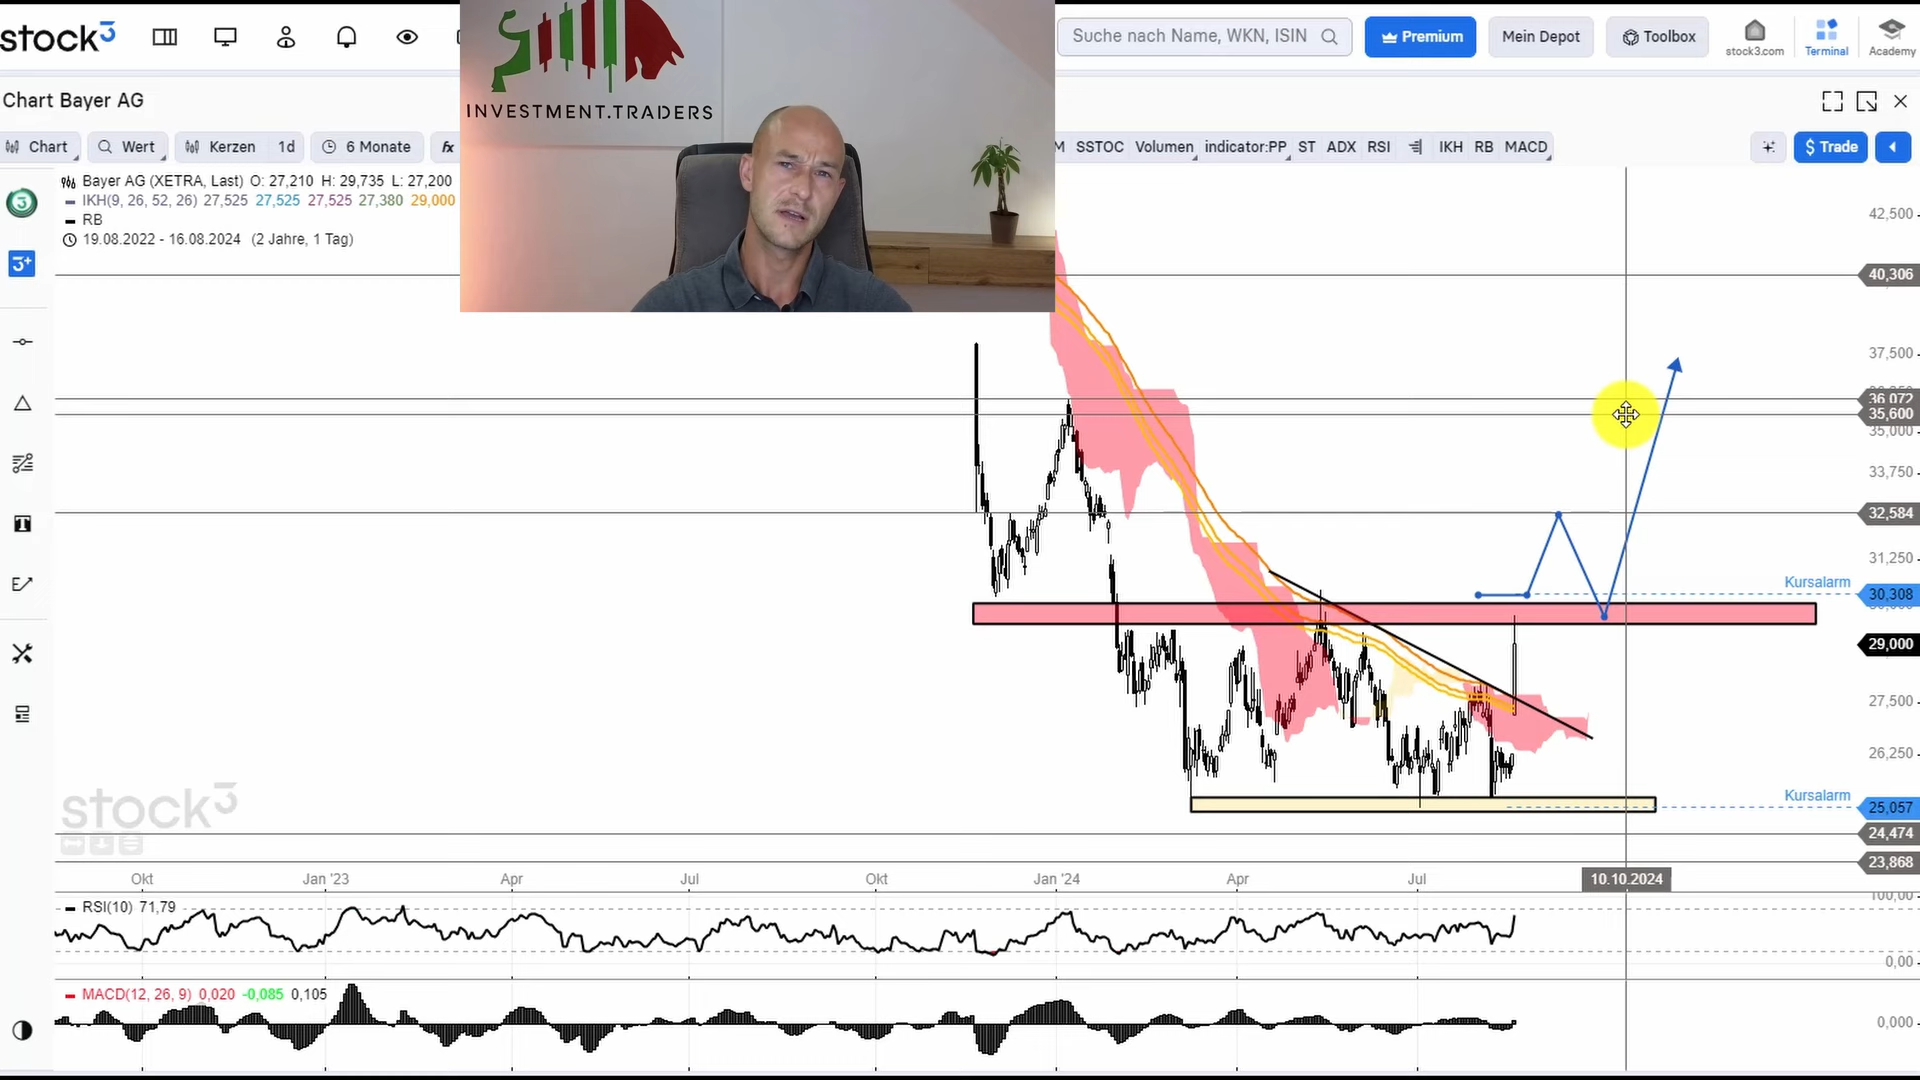 stock3
Suche nach Name, WKN, ISIN
Premium
Mein Depot
Toolbox
stock3.com
Terminal
Academy
INVESTMENT.TRADERS
Chart Bayer AG
Chart
Wert
Kerzen
1d
6 Monate
fx
M
SSTOC
Volumen
indicator:PP
ST
ADX
RSI
IKH
RB
MACD
$ Trade
Bayer AG (XETRA, Last) O: 27,210 H: 29,735 L: 27,200
IKH(9, 26, 52, 26) 27,525 27,525 27,525 27,380 29,000
RB
19.08.2022 - 16.08.2024 (2 Jahre, 1 Tag)
3
3+
42,500
40,306
37,500
36,072
35,600
35,000
33,750
32,584
31,250
Kursalarm
30,308
29,000
27,500
26,250
Kursalarm
25,057
24,474
23,868
stock3
Okt
Jan '23
Apr
Jul
Okt
Jan '24
Apr
Jul
10.10.2024
RSI(10) 71,79
100,00
0,00
MACD(12, 26, 9) 0,020 -0,085 0,105
0,000